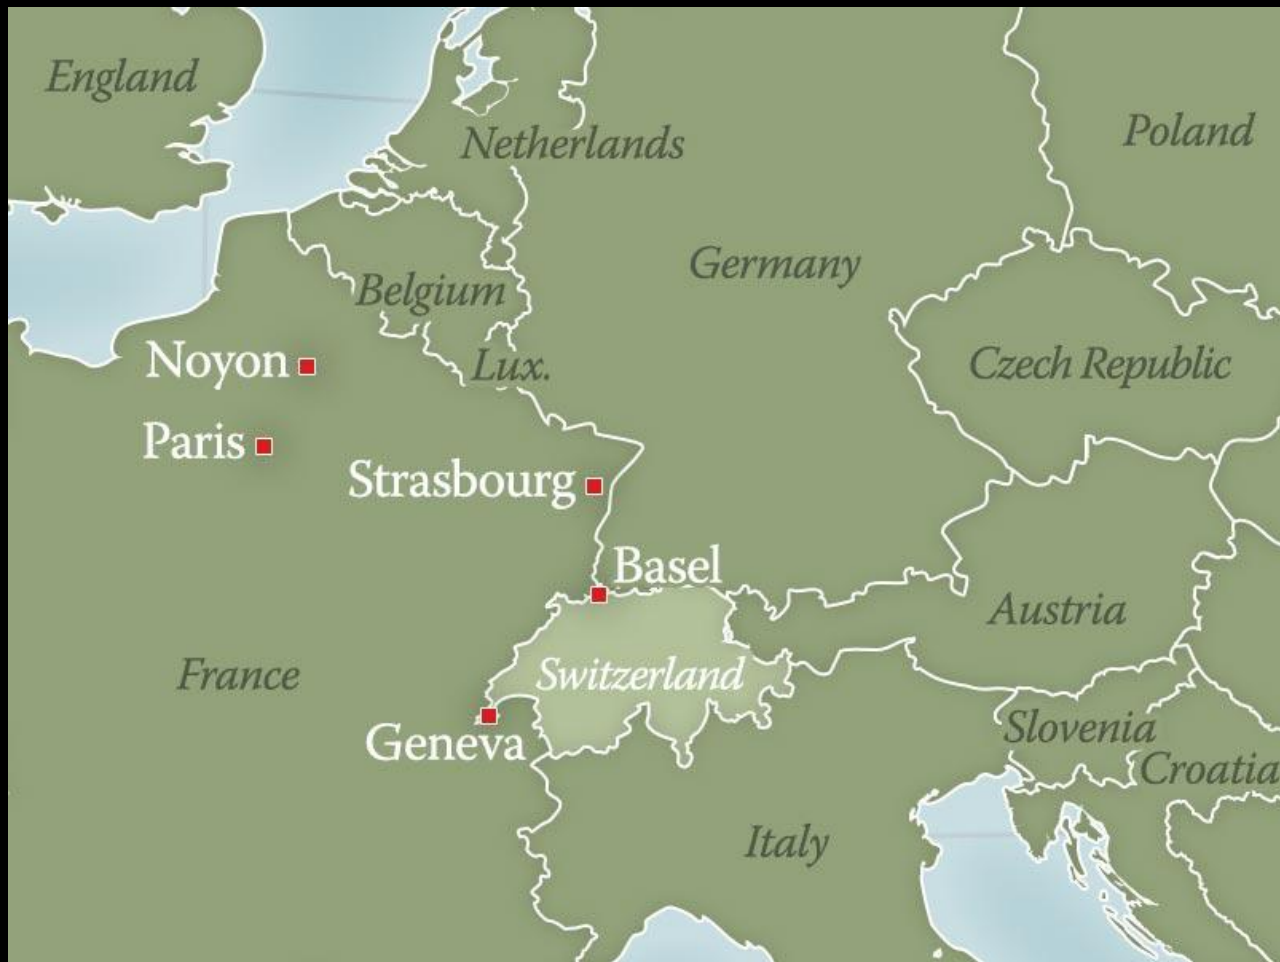 England
Netherlands
Poland
Germany
Belgium
Noyon
Lux.
Czech Republic
Paris
Strasbourg
Basel
Austria
France
Switzerland
Geneva
Slovenia
Croatia
Italy